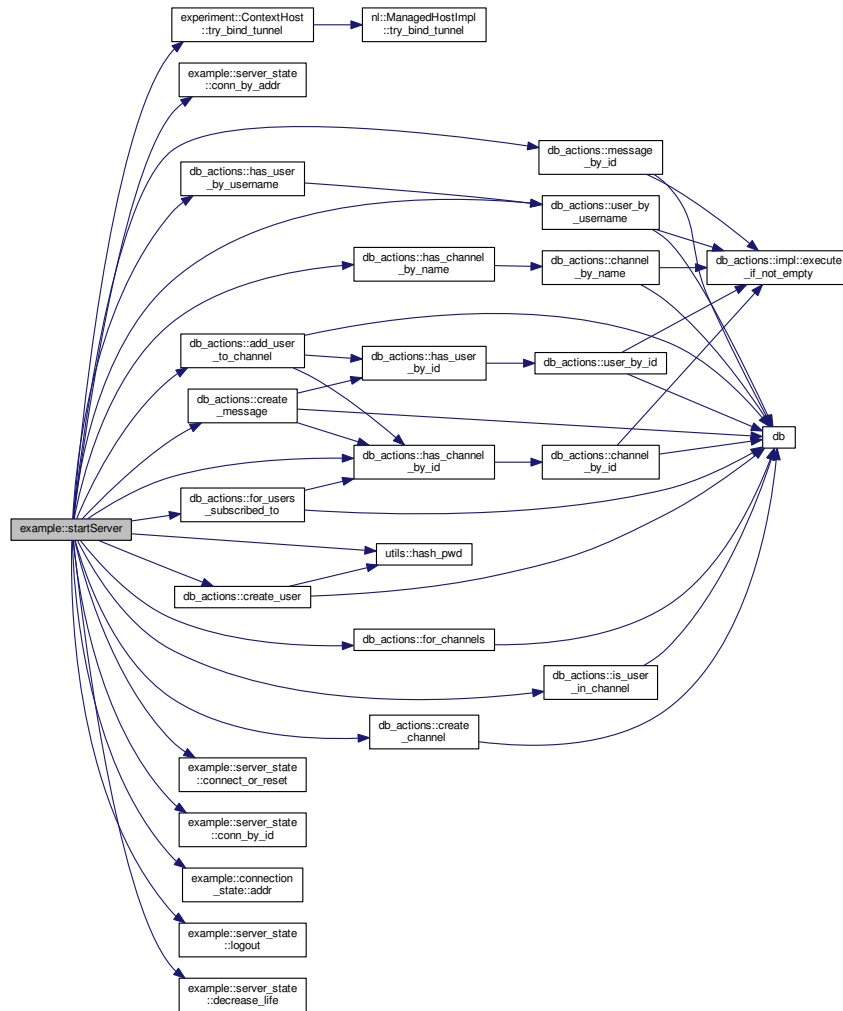 experiment::ContextHost
::try_bind_tunnel
nl::ManagedHostImpl
::try_bind_tunnel
example::server_state
::conn_by_addr
db_actions::message
_by_id
db_actions::has_user
_by_username
db_actions::user_by
_username
db_actions::has_channel
_by_name
db_actions::channel
_by_name
db_actions::impl::execute
_if_not_empty
db_actions::add_user
_to_channel
db_actions::has_user
_by_id
db_actions::user_by_id
db_actions::create
_message
db
db_actions::has_channel
_by_id
db_actions::channel
_by_id
db_actions::for_users
_subscribed_to
example::startServer
utils::hash_pwd
db_actions::create_user
db_actions::for_channels
db_actions::is_user
_in_channel
db_actions::create
_channel
example::server_state
::connect_or_reset
example::server_state
::conn_by_id
example::connection
_state::addr
example::server_state
::logout
example::server_state
::decrease_life